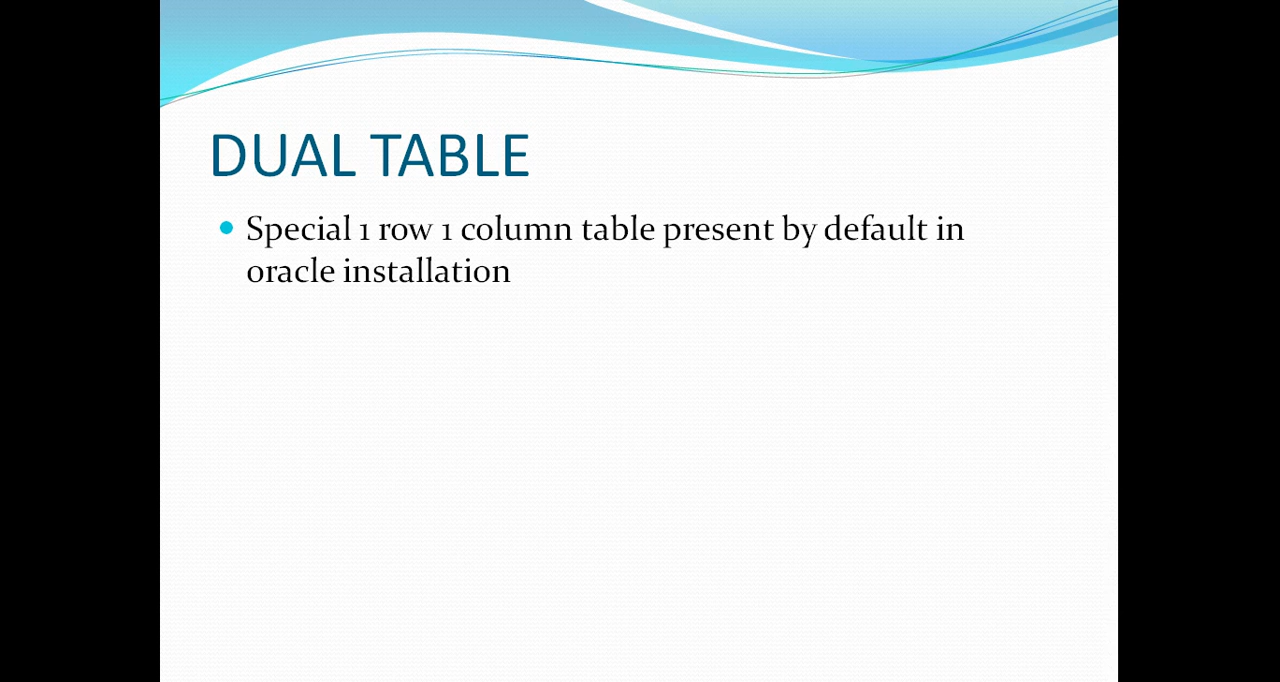 DUAL TABLE
Special 1 row 1 column table present by default in
oracle installation